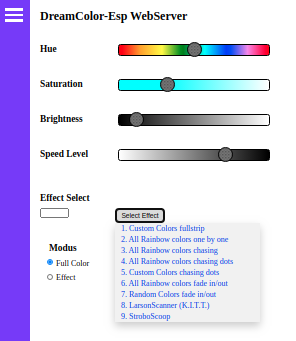 DreamColor-Esp WebServer
Hue
Saturation
Brightness
Speed Level
Effect Select
Select Effect
1. Custom Colors fullstrip
2. All Rainbow colors one by one
3. All Rainbow colors chasing
4. All Rainbow colors chasing dots
5. Custom Colors chasing dots
6. All Rainbow colors fade in/out
7. Random Colors fade in/out
8. LarsonScanner (K.I.T.T.)
9. StroboScoop
Modus
Full Color
Effect